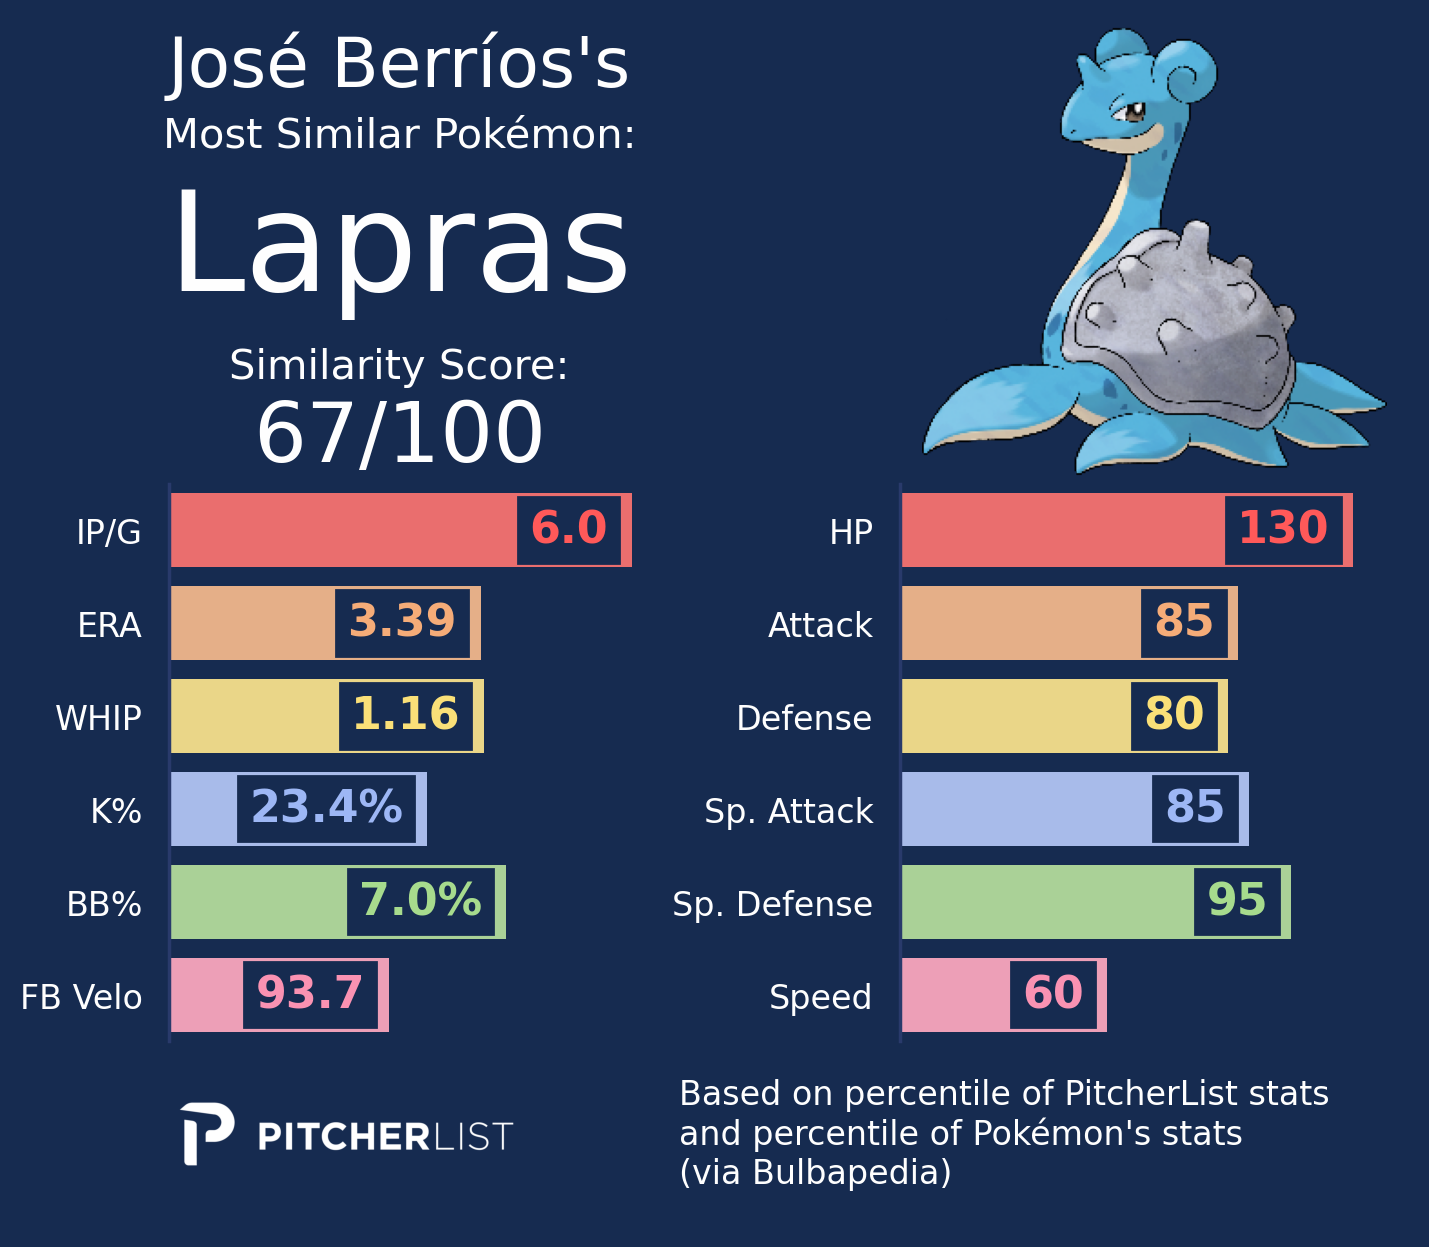 José Berríos's
Most Similar Pokémon:
Lapras
Similarity Score:
67/100
IP/G 6.0
ERA 3.39
WHIP 1.16
K% 23.4%
BB% 7.0%
FB Velo 93.7
HP 130
Attack 85
Defense 80
Sp. Attack 85
Sp. Defense 95
Speed 60
PITCHERLIST
Based on percentile of PitcherList stats
and percentile of Pokémon's stats
(via Bulbapedia)